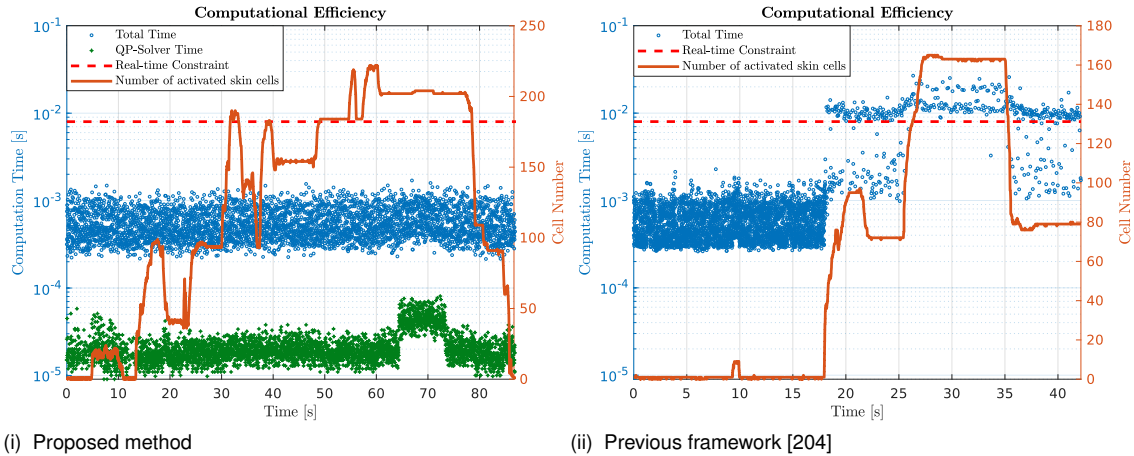 Computational Efficiency
Total Time
QP-Solver Time
Real-time Constraint
Number of activated skin cells
Computation Time [s]
10^-1
10^-2
10^-3
10^-4
10^-5
Cell Number
250
200
150
100
50
0
0 10 20 30 40 50 60 70 80
Time [s]
(i) Proposed method
Computational Efficiency
Total Time
Real-time Constraint
Number of activated skin cells
Computation Time [s]
10^-1
10^-2
10^-3
10^-4
10^-5
Cell Number
180
160
140
120
100
80
60
40
20
0
0 5 10 15 20 25 30 35 40
Time [s]
(ii) Previous framework [204]